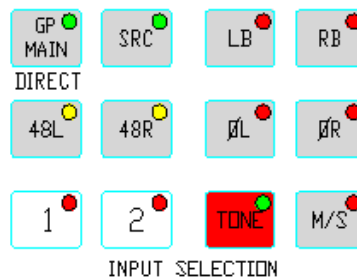 GP MAIN SRC LB RB
DIRECT
48L 48R ØL ØR
1 2 TONE M/S
INPUT SELECTION